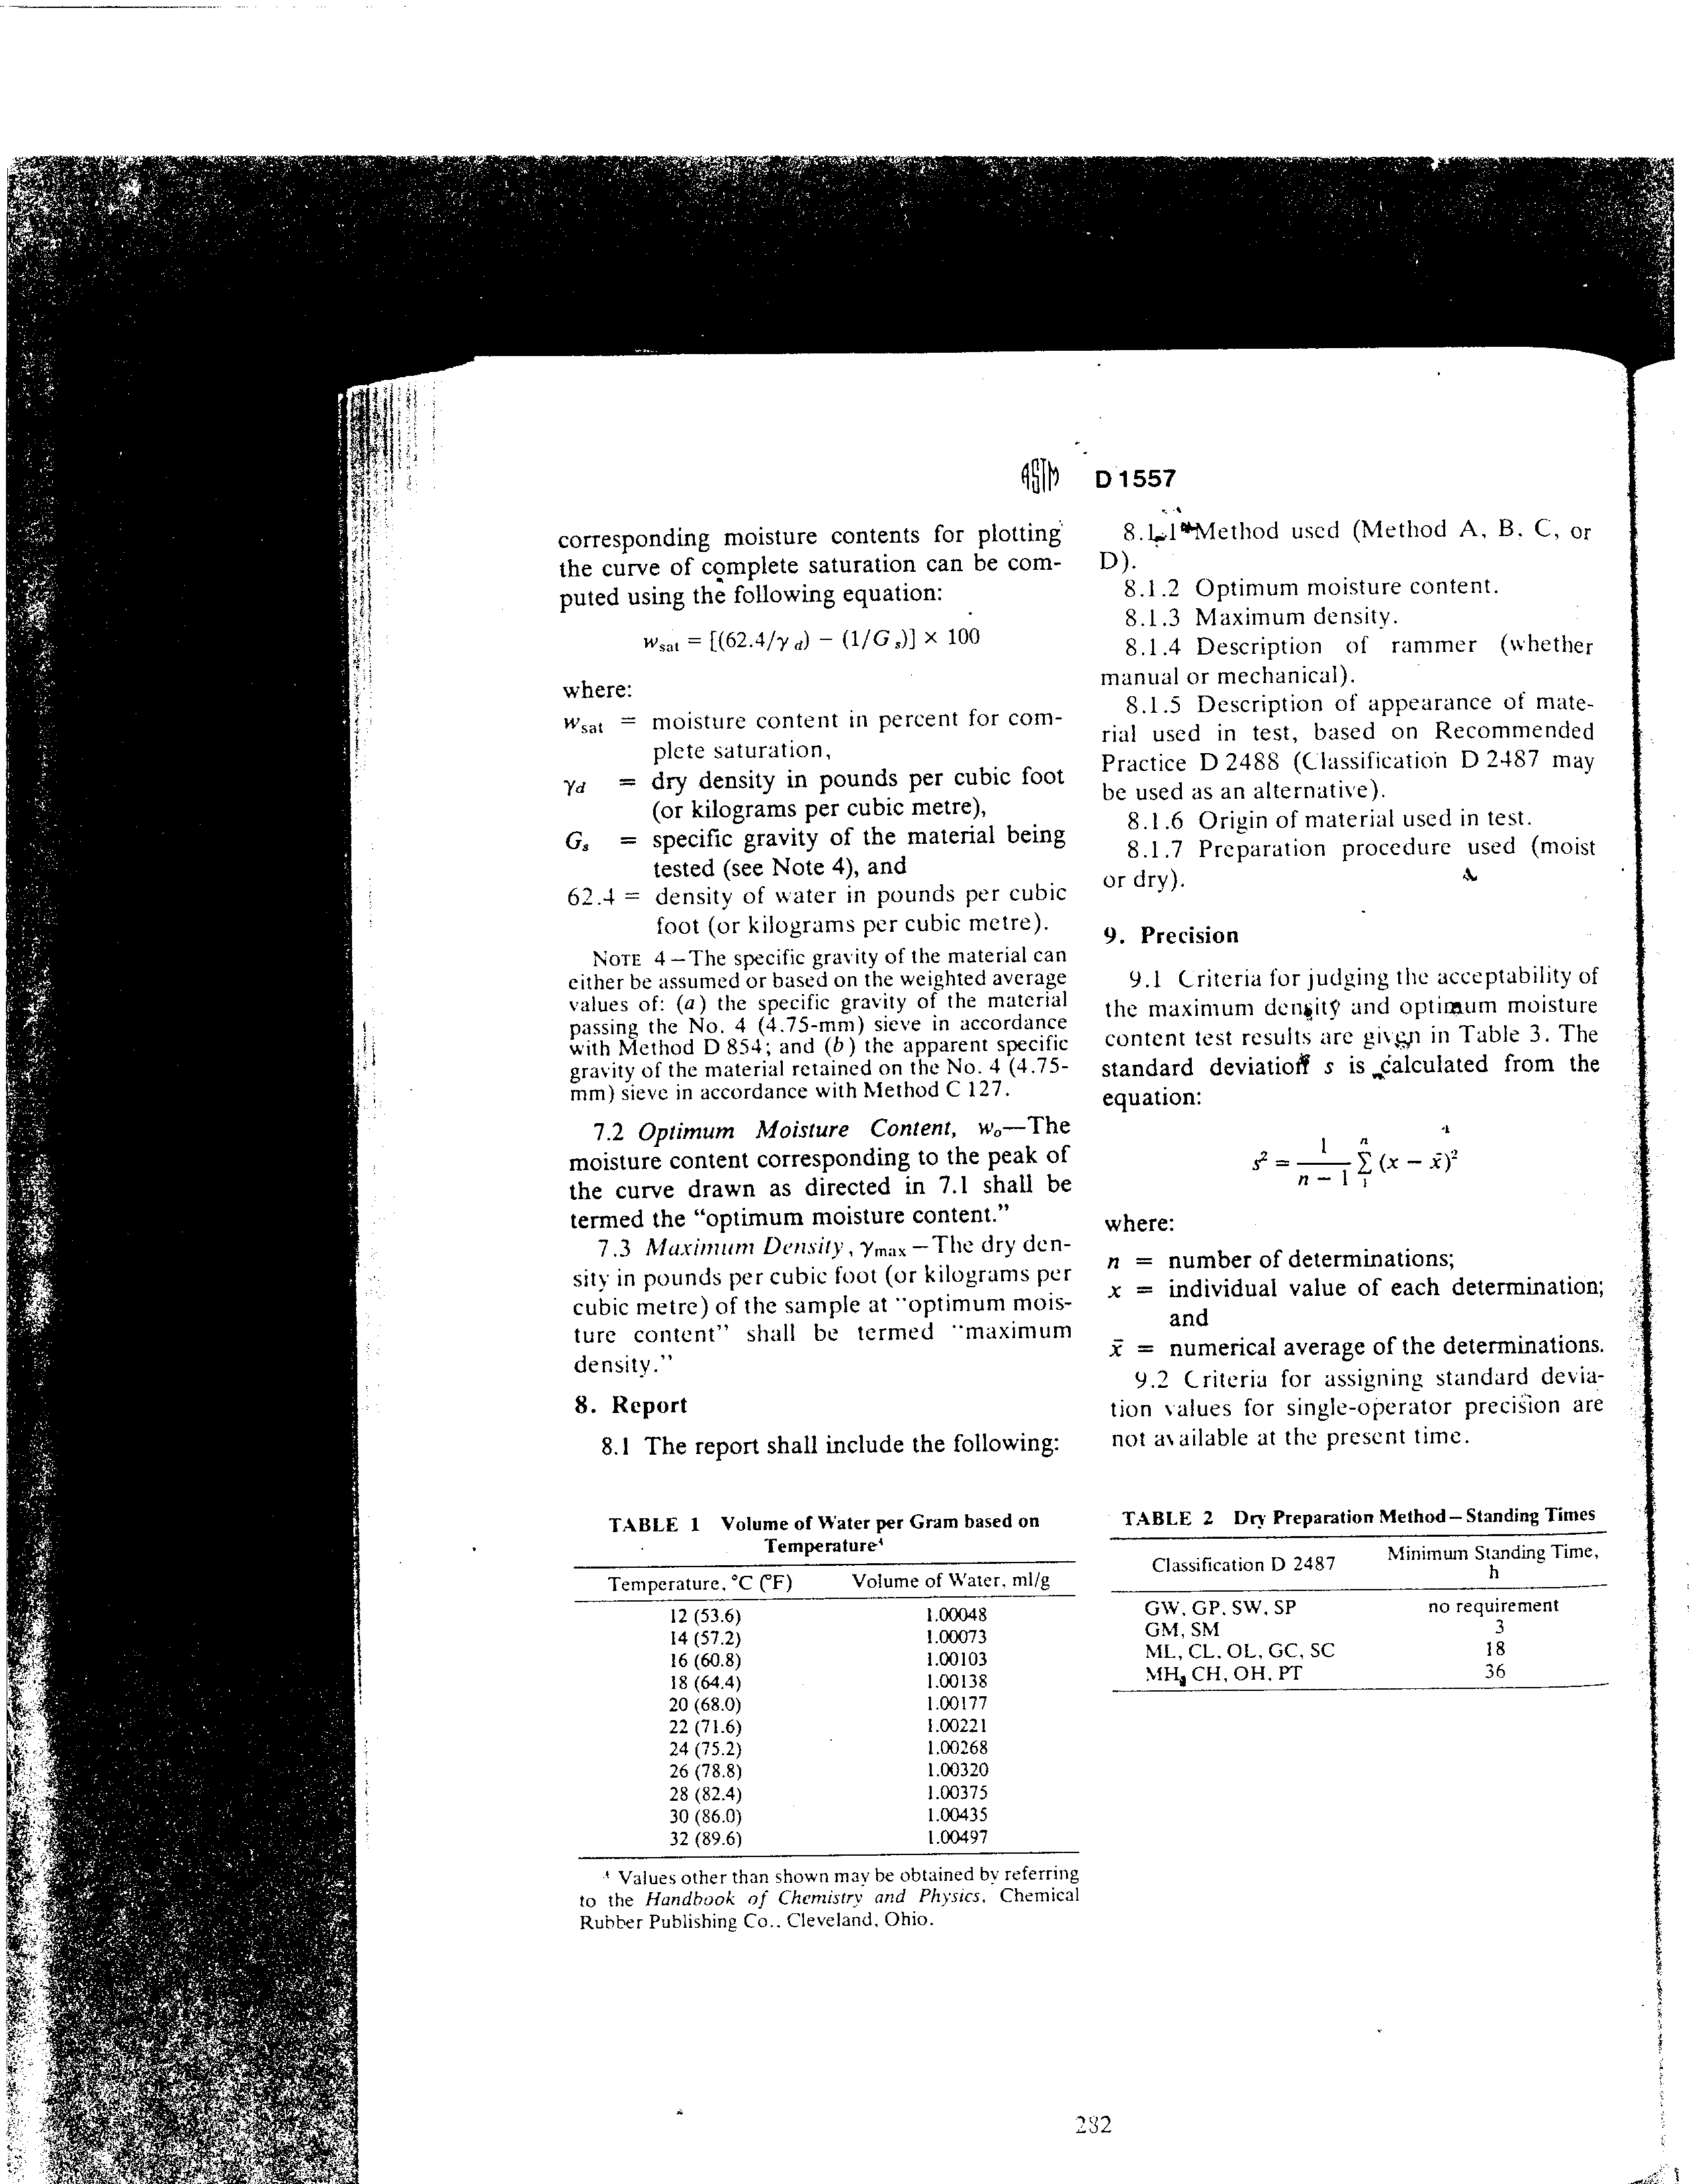 ASTM D 1557
corresponding moisture contents for plotting
the curve of complete saturation can be com-
puted using the following equation:
w_sat = [(62.4/γ_d) − (1/G_s)] × 100
where:
w_sat = moisture content in percent for com-
plete saturation,
γ_d = dry density in pounds per cubic foot
(or kilograms per cubic metre),
G_s = specific gravity of the material being
tested (see Note 4), and
62.4 = density of water in pounds per cubic
foot (or kilograms per cubic metre).
NOTE 4—The specific gravity of the material can
either be assumed or based on the weighted average
values of: (a) the specific gravity of the material
passing the No. 4 (4.75-mm) sieve in accordance
with Method D 854; and (b) the apparent specific
gravity of the material retained on the No. 4 (4.75-
mm) sieve in accordance with Method C 127.
7.2 Optimum Moisture Content, w_o—The
moisture content corresponding to the peak of
the curve drawn as directed in 7.1 shall be
termed the “optimum moisture content.”
7.3 Maximum Density, γ_max—The dry den-
sity in pounds per cubic foot (or kilograms per
cubic metre) of the sample at “optimum mois-
ture content” shall be termed “maximum
density.”
8. Report
8.1 The report shall include the following:
8.1.1 Method used (Method A, B, C, or
D).
8.1.2 Optimum moisture content.
8.1.3 Maximum density.
8.1.4 Description of rammer (whether
manual or mechanical).
8.1.5 Description of appearance of mate-
rial used in test, based on Recommended
Practice D 2488 (Classification D 2487 may
be used as an alternative).
8.1.6 Origin of material used in test.
8.1.7 Preparation procedure used (moist
or dry).
9. Precision
9.1 Criteria for judging the acceptability of
the maximum density and optimum moisture
content test results are given in Table 3. The
standard deviation s is calculated from the
equation:
s² = 1/(n − 1) Σ₁ⁿ (x − x̄)²
where:
n = number of determinations;
x = individual value of each determination;
and
x̄ = numerical average of the determinations.
9.2 Criteria for assigning standard devia-
tion values for single-operator precision are
not available at the present time.
TABLE 1 Volume of Water per Gram based on
Temperature^A
Temperature, °C (°F) Volume of Water, ml/g
12 (53.6) 1.00048
14 (57.2) 1.00073
16 (60.8) 1.00103
18 (64.4) 1.00138
20 (68.0) 1.00177
22 (71.6) 1.00221
24 (75.2) 1.00268
26 (78.8) 1.00320
28 (82.4) 1.00375
30 (86.0) 1.00435
32 (89.6) 1.00497
^A Values other than shown may be obtained by referring
to the Handbook of Chemistry and Physics, Chemical
Rubber Publishing Co., Cleveland, Ohio.
TABLE 2 Dry Preparation Method—Standing Times
Classification D 2487 Minimum Standing Time,
h
GW, GP, SW, SP no requirement
GM, SM 3
ML, CL, OL, GC, SC 18
MH, CH, OH, PT 36
282